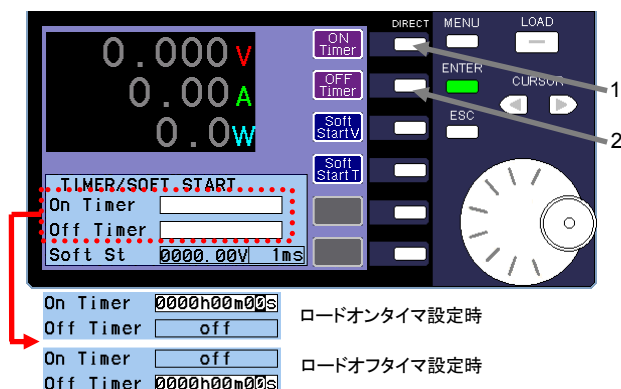 DIRECT MENU LOAD
0.000V
ON Timer
0.00A
OFF Timer
ENTER
CURSOR
1
0.0W
Soft StartV
ESC
2
Soft StartT
TIMER/SOFT START
On Timer
Off Timer
Soft St 0000.00V 1ms
On Timer 0000h00m00s
Off Timer off
ロードオンタイマ設定時
On Timer off
Off Timer 0000h00m00s
ロードオフタイマ設定時